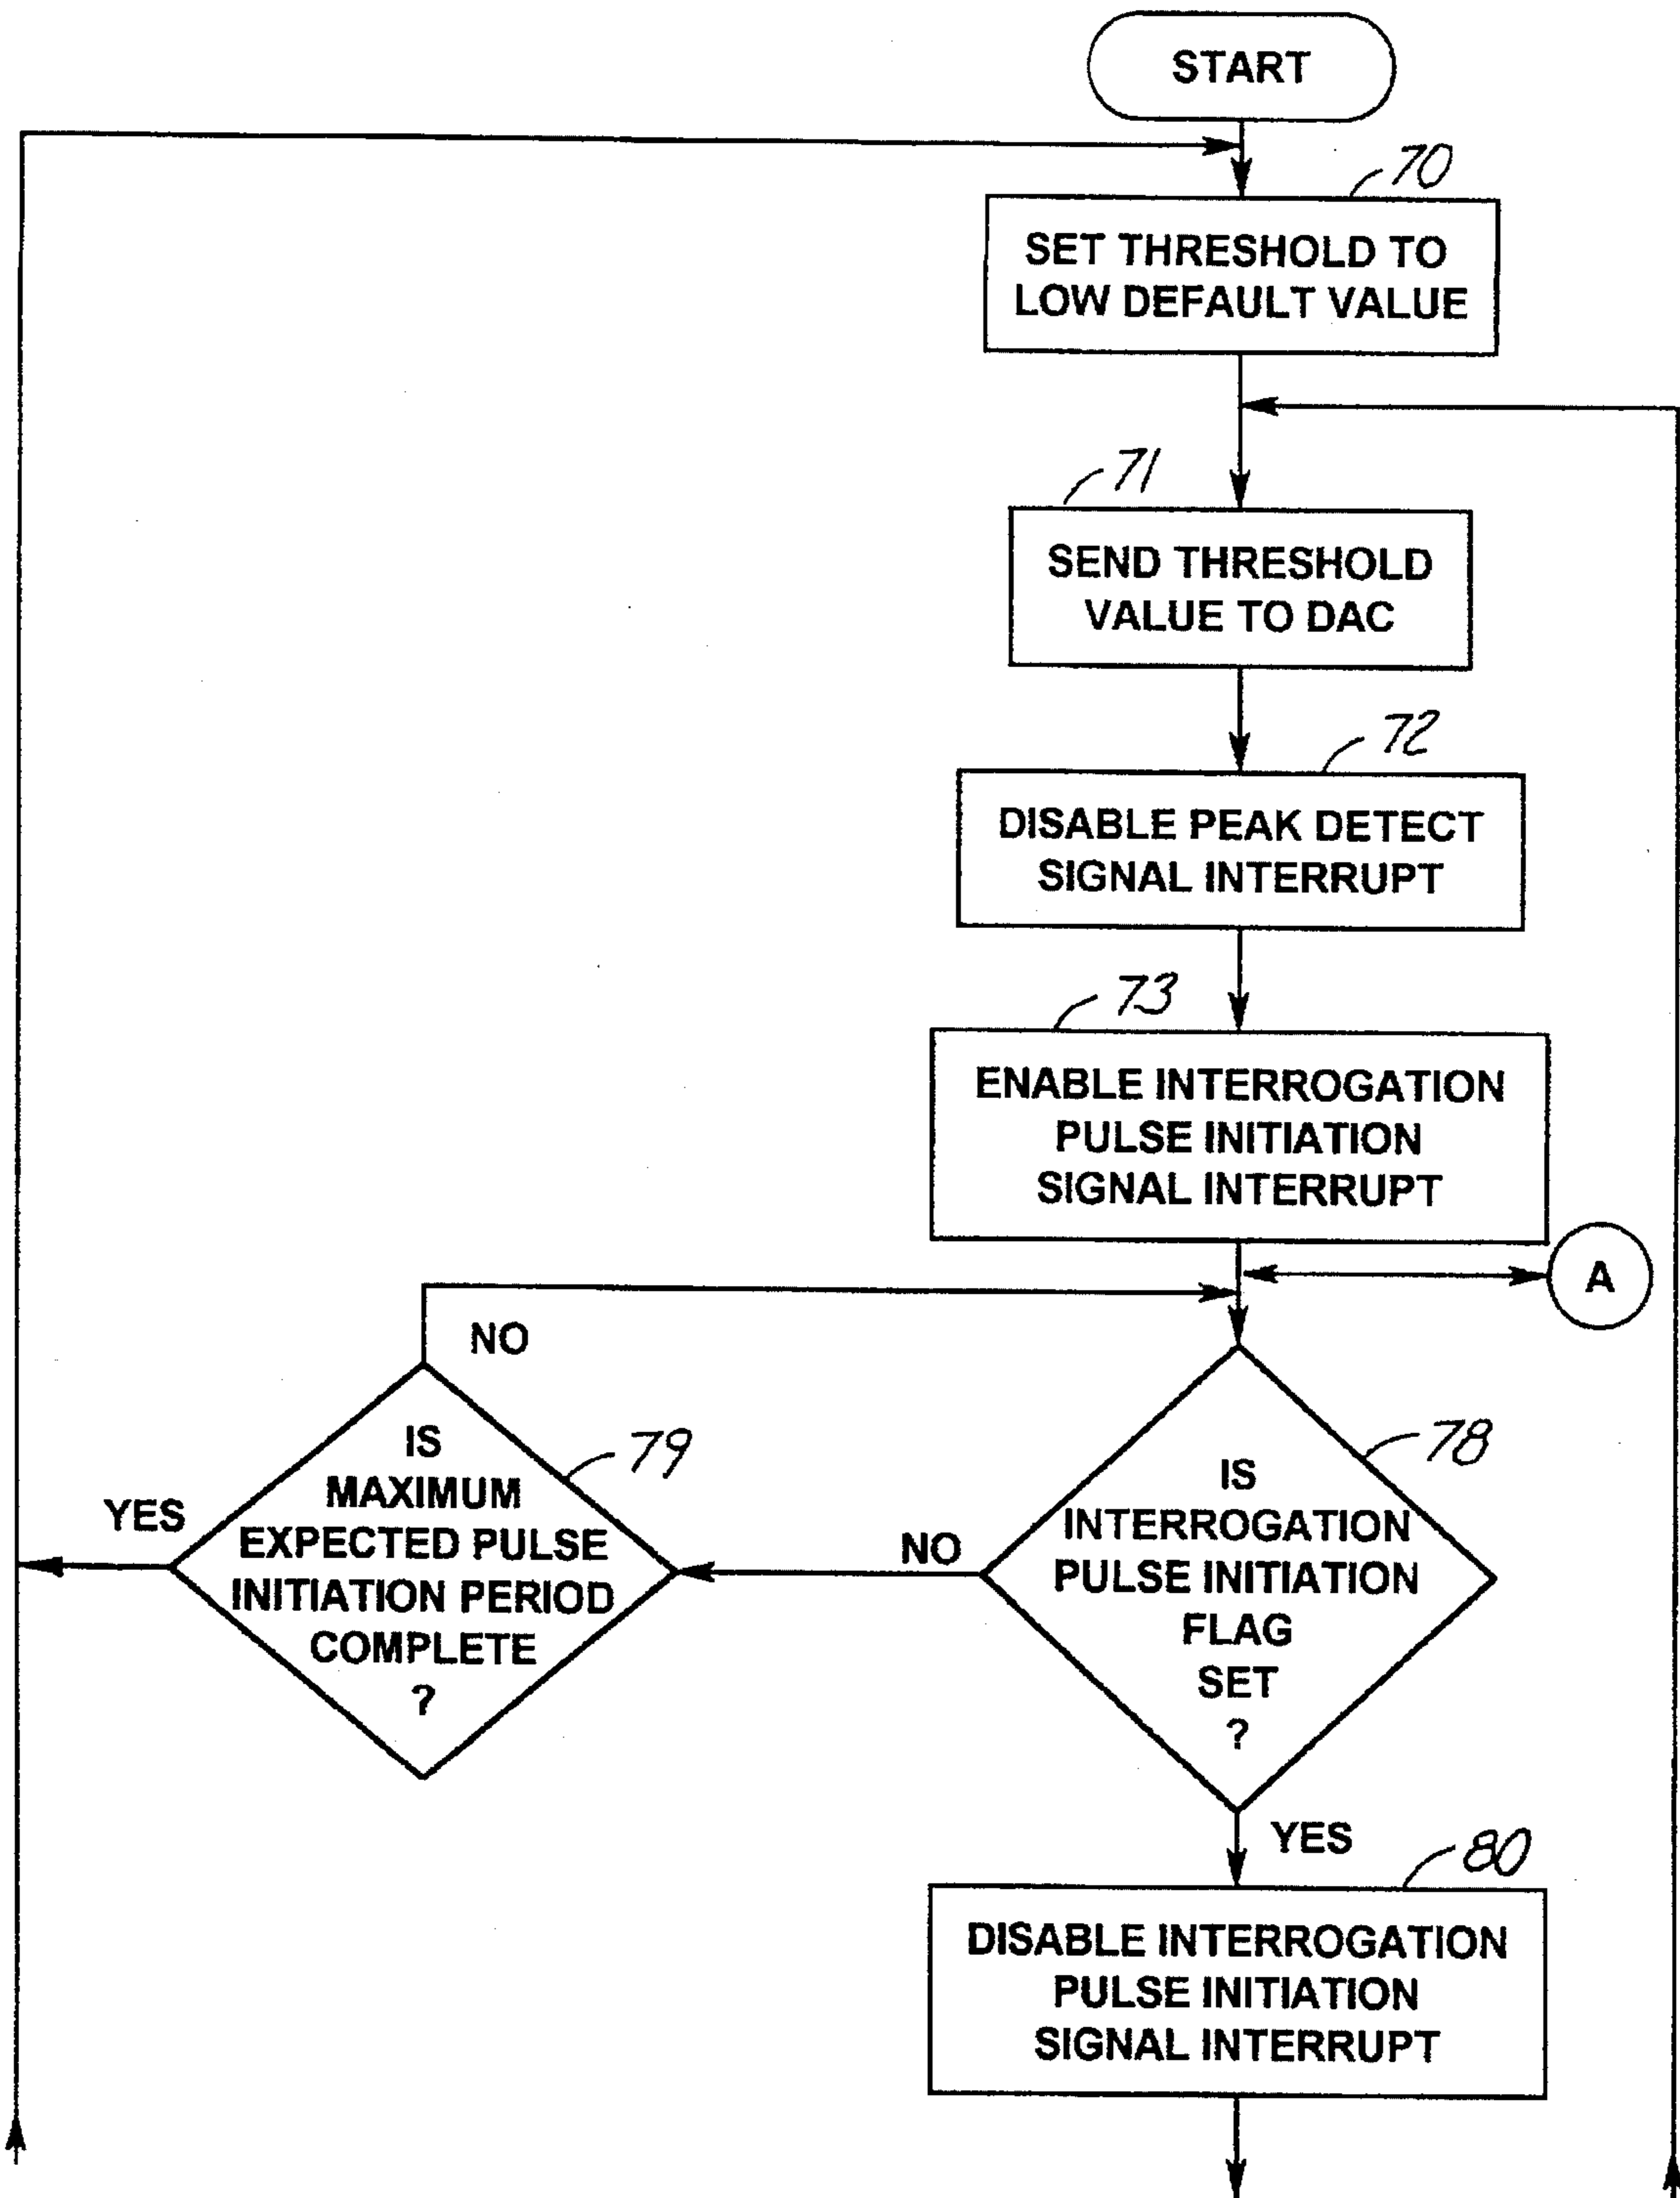 START
70
SET THRESHOLD TO
LOW DEFAULT VALUE
71
SEND THRESHOLD
VALUE TO DAC
72
DISABLE PEAK DETECT
SIGNAL INTERRUPT
73
ENABLE INTERROGATION
PULSE INITIATION
SIGNAL INTERRUPT
A
NO
79
IS
MAXIMUM
EXPECTED PULSE
INITIATION PERIOD
COMPLETE
?
YES
NO
78
IS
INTERROGATION
PULSE INITIATION
FLAG
SET
?
YES
80
DISABLE INTERROGATION
PULSE INITIATION
SIGNAL INTERRUPT